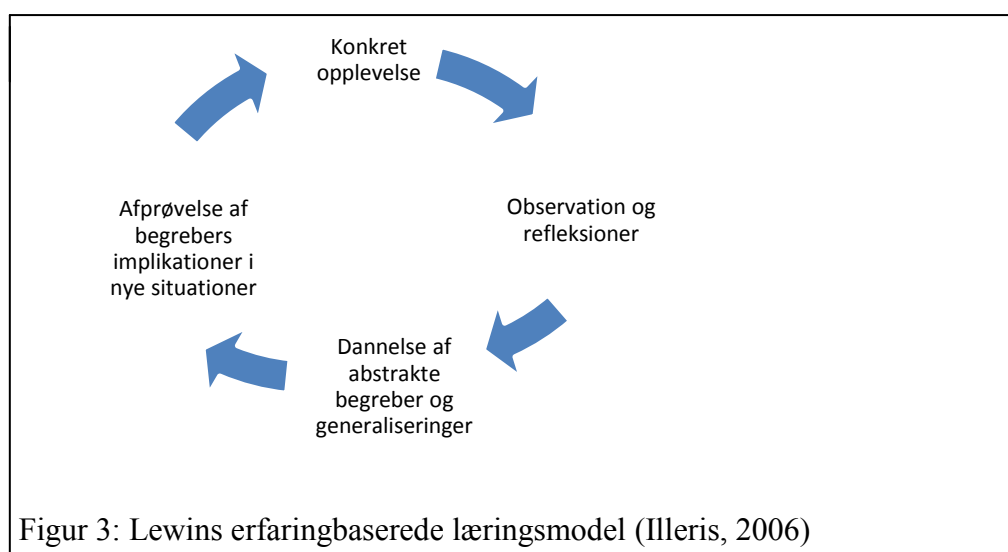 Konkret
opplevelse
Observation og
refleksioner
Dannelse af
abstrakte
begreber og
generaliseringer
Afprøvelse af
begrebers
implikationer i
nye situationer
Figur 3: Lewins erfaringbaserede læringsmodel (Illeris, 2006)